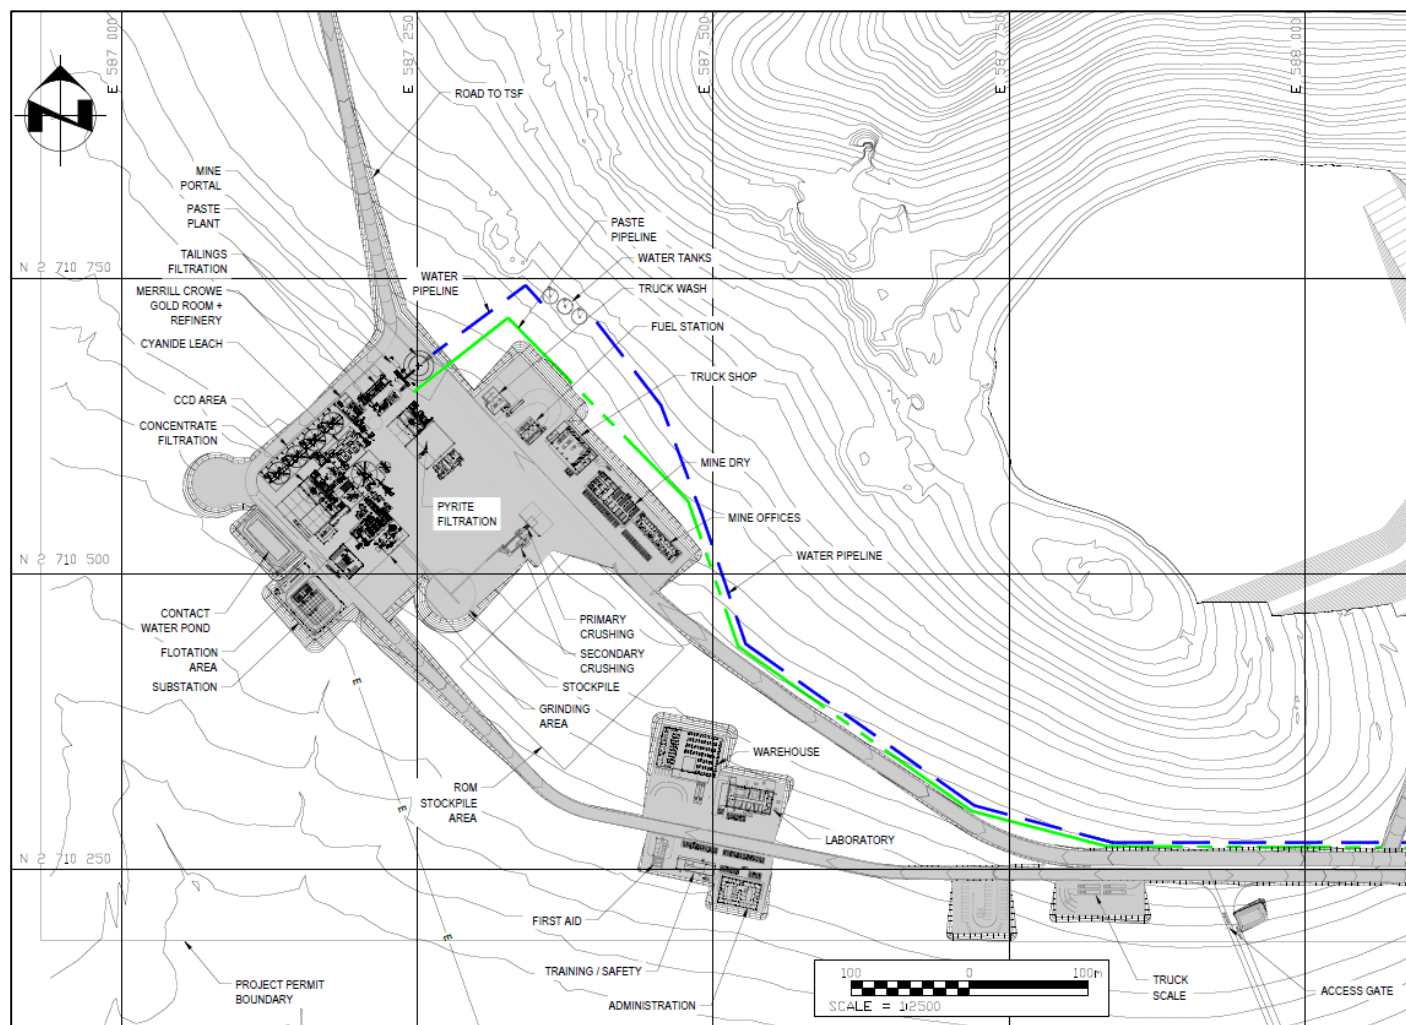 E 587 000
E 587 250
E 587 500
E 587 750
E 588 000
ROAD TO TSF
MINE
PORTAL
PASTE
PLANT
TAILINGS
FILTRATION
MERRILL CROWE
GOLD ROOM +
REFINERY
CYANIDE LEACH
CCD AREA
CONCENTRATE
FILTRATION
N 2 710 750
WATER
PIPELINE
PASTE
PIPELINE
WATER TANKS
TRUCK WASH
FUEL STATION
TRUCK SHOP
MINE DRY
MINE OFFICES
WATER PIPELINE
PYRITE
FILTRATION
N 2 710 500
CONTACT
WATER POND
FLOTATION
AREA
SUBSTATION
PRIMARY
CRUSHING
SECONDARY
CRUSHING
STOCKPILE
GRINDING
AREA
ROM
STOCKPILE
AREA
WAREHOUSE
LABORATORY
N 2 710 250
E
E
E
FIRST AID
TRAINING / SAFETY
ADMINISTRATION
PROJECT PERMIT
BOUNDARY
TRUCK
SCALE
ACCESS GATE
100 0 100m
SCALE = 1:2500